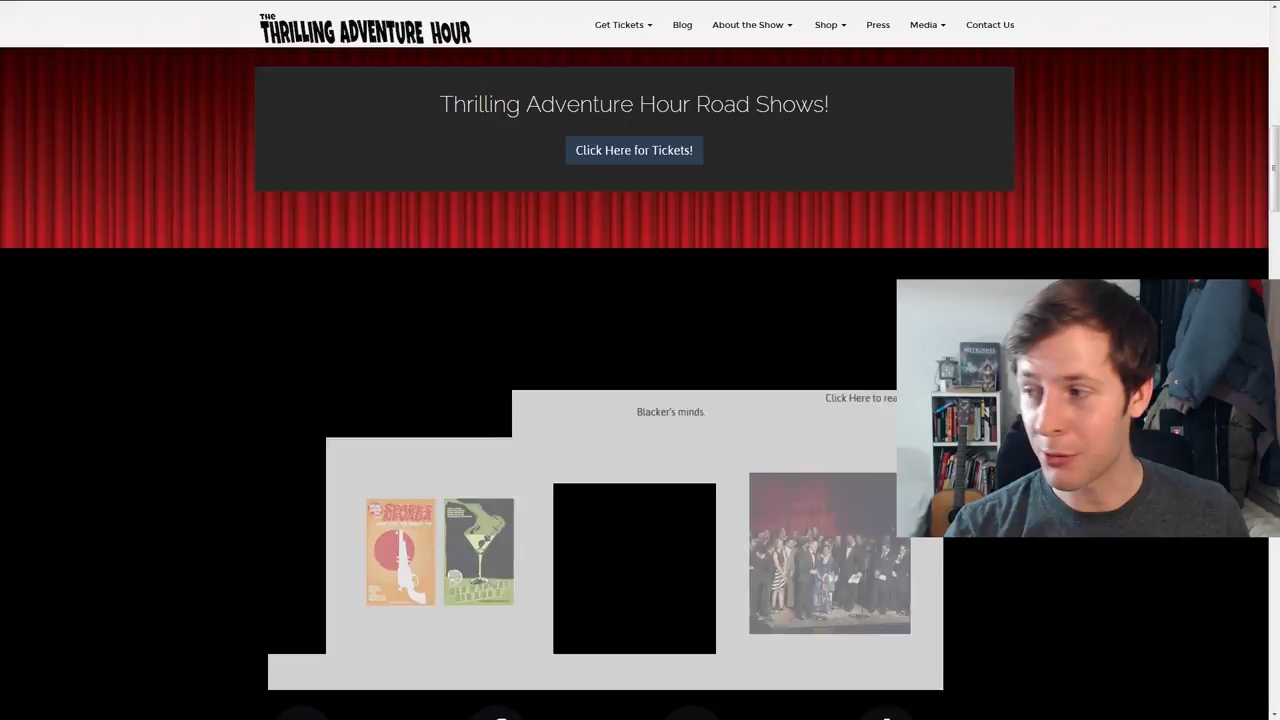 THE
THRILLING ADVENTURE HOUR
Get Tickets Blog About the Show Shop Press Media Contact Us
Thrilling Adventure Hour Road Shows!
Click Here for Tickets!
Click Here to rea
Blacker's minds.